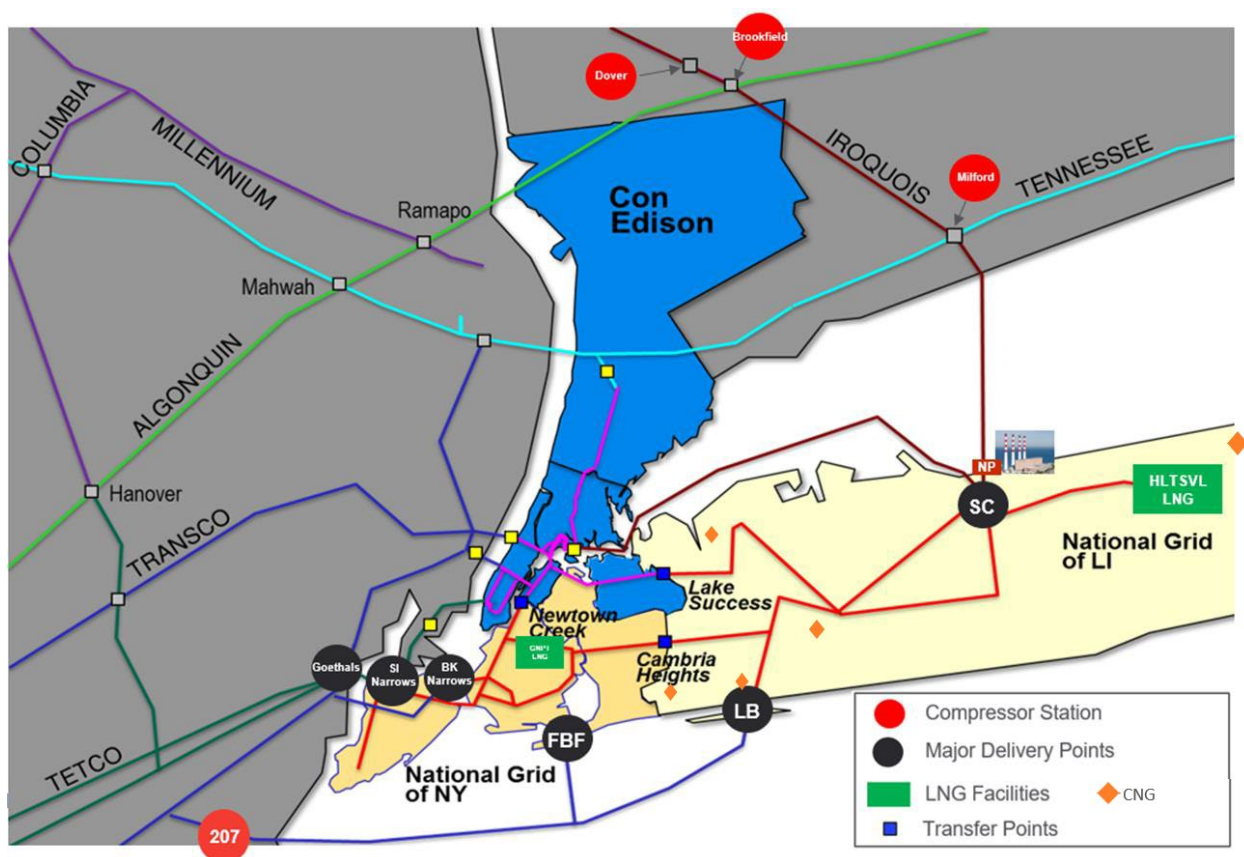 Brookfield
Dover
COLUMBIA
MILLENNIUM
IROQUOIS
TENNESSEE
Milford
Con
Edison
Ramapo
Mahwah
ALGONQUIN
Hanover
TRANSCO
NP
SC
HLTSVL
LNG
National Grid
of LI
Lake
Success
Newtown
Creek
LNG
Cambria
Heights
Goethals
SI
Narrows
BK
Narrows
LB
FBF
TETCO
National Grid
of NY
207
Compressor Station
Major Delivery Points
LNG Facilities
CNG
Transfer Points